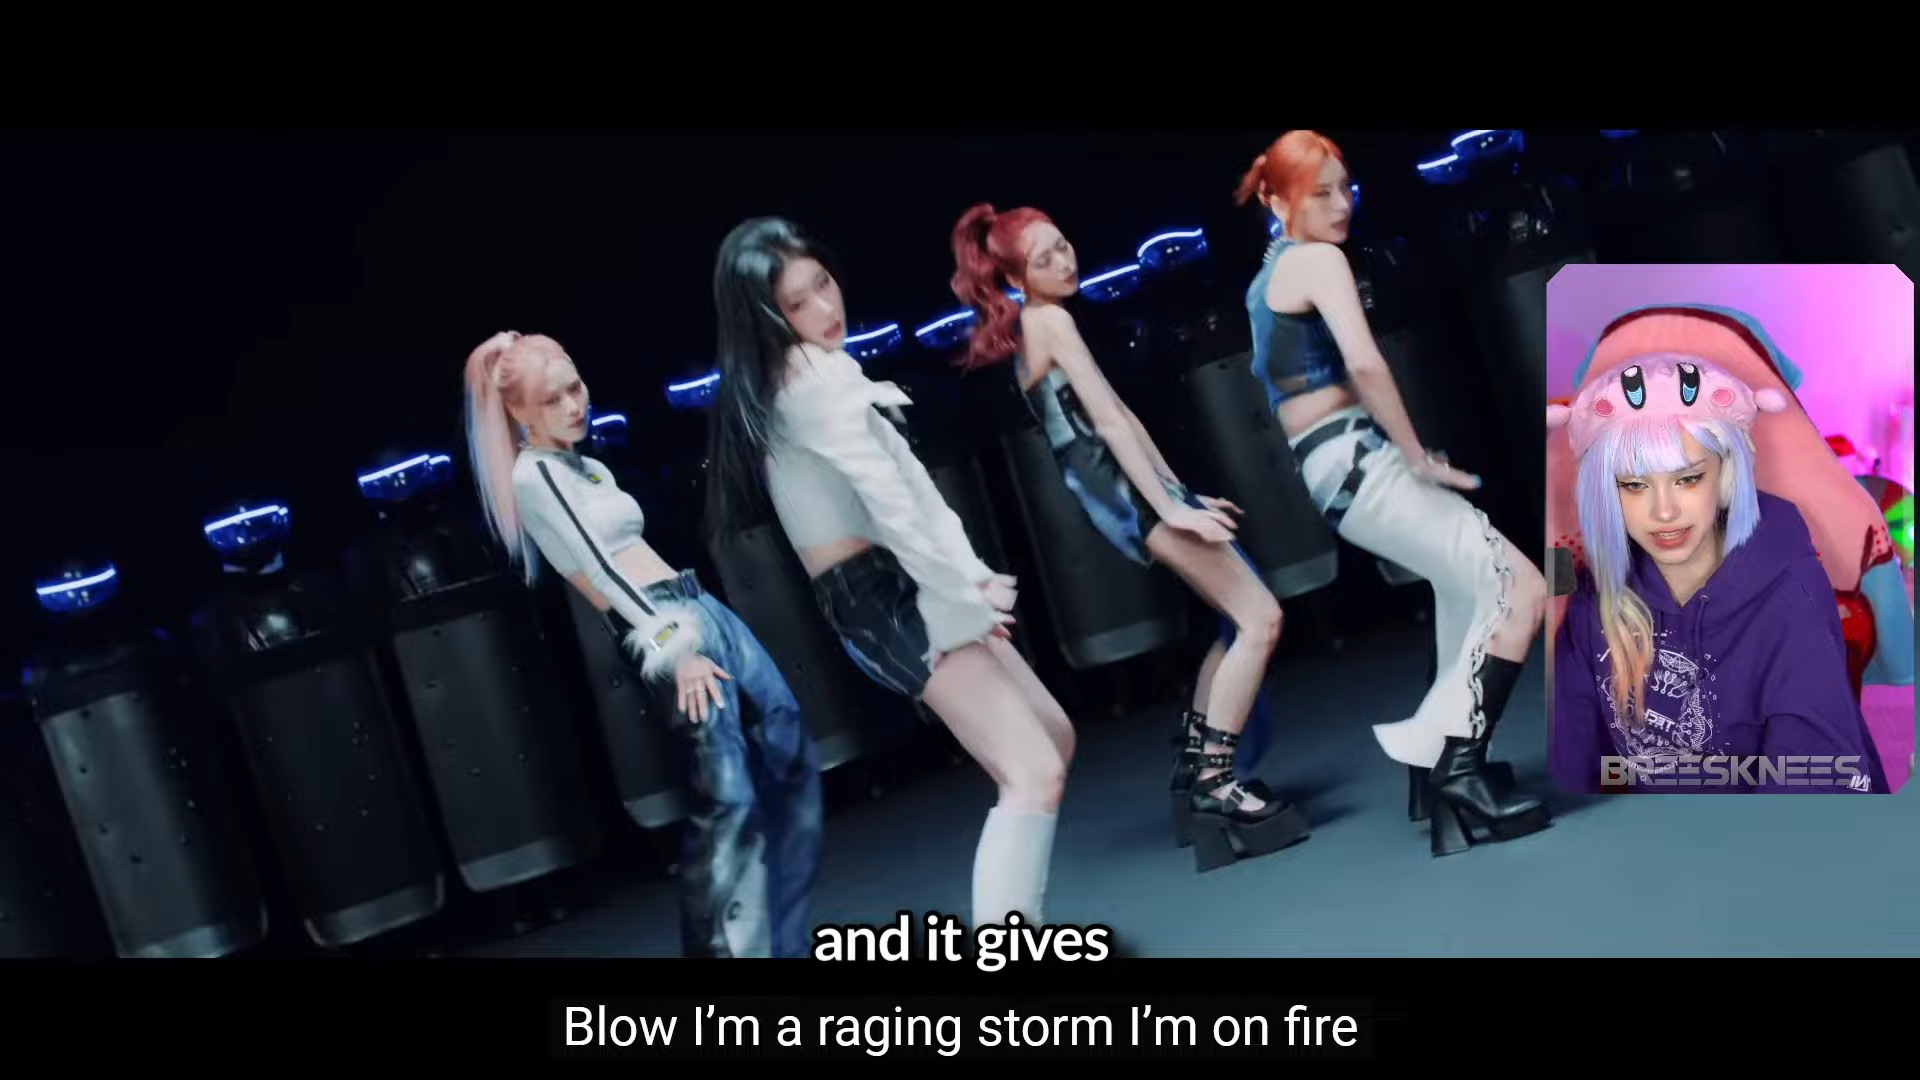 BREESKNEES
and it gives
Blow I’m a raging storm I’m on fire